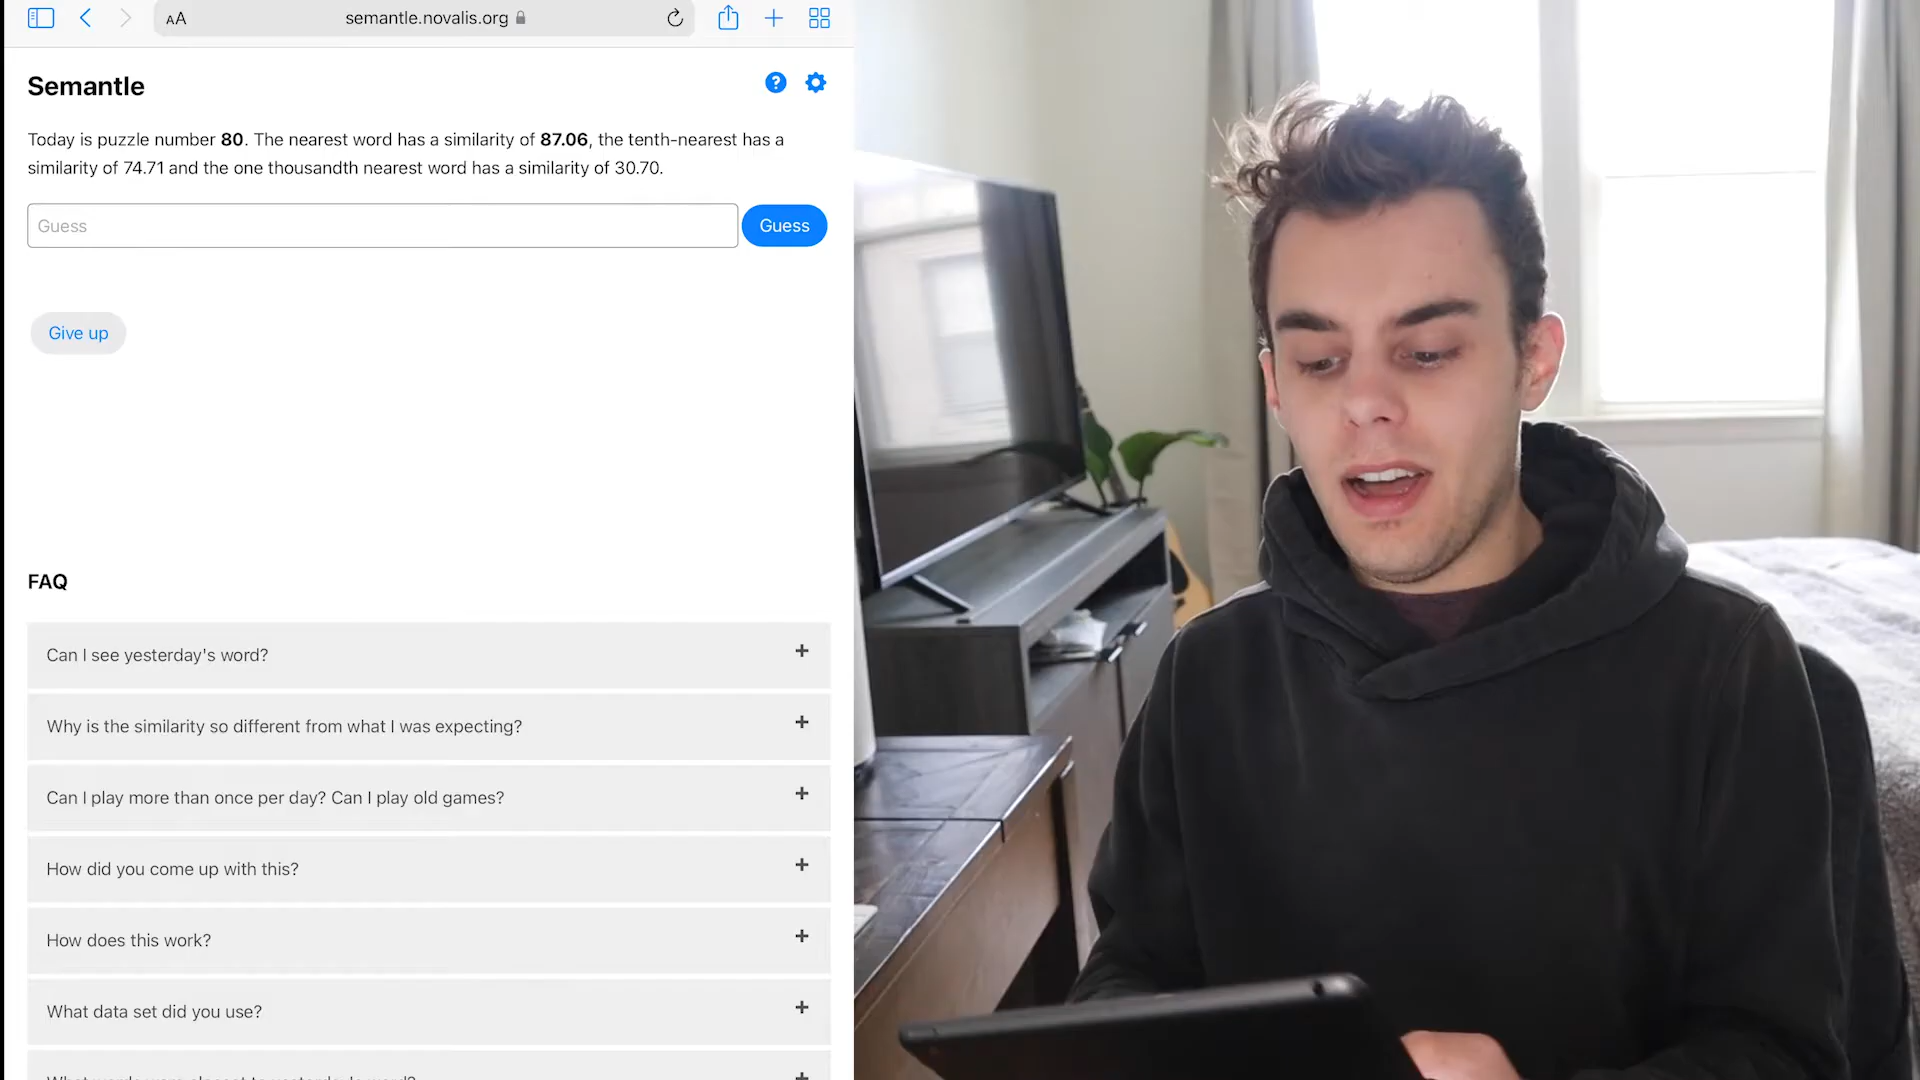 AA semantle.novalis.org
Semantle
?
Today is puzzle number 80. The nearest word has a similarity of 87.06, the tenth-nearest has a
similarity of 74.71 and the one thousandth nearest word has a similarity of 30.70.
Guess Guess
Give up
FAQ
Can I see yesterday's word? +
Why is the similarity so different from what I was expecting? +
Can I play more than once per day? Can I play old games? +
How did you come up with this? +
How does this work? +
What data set did you use? +